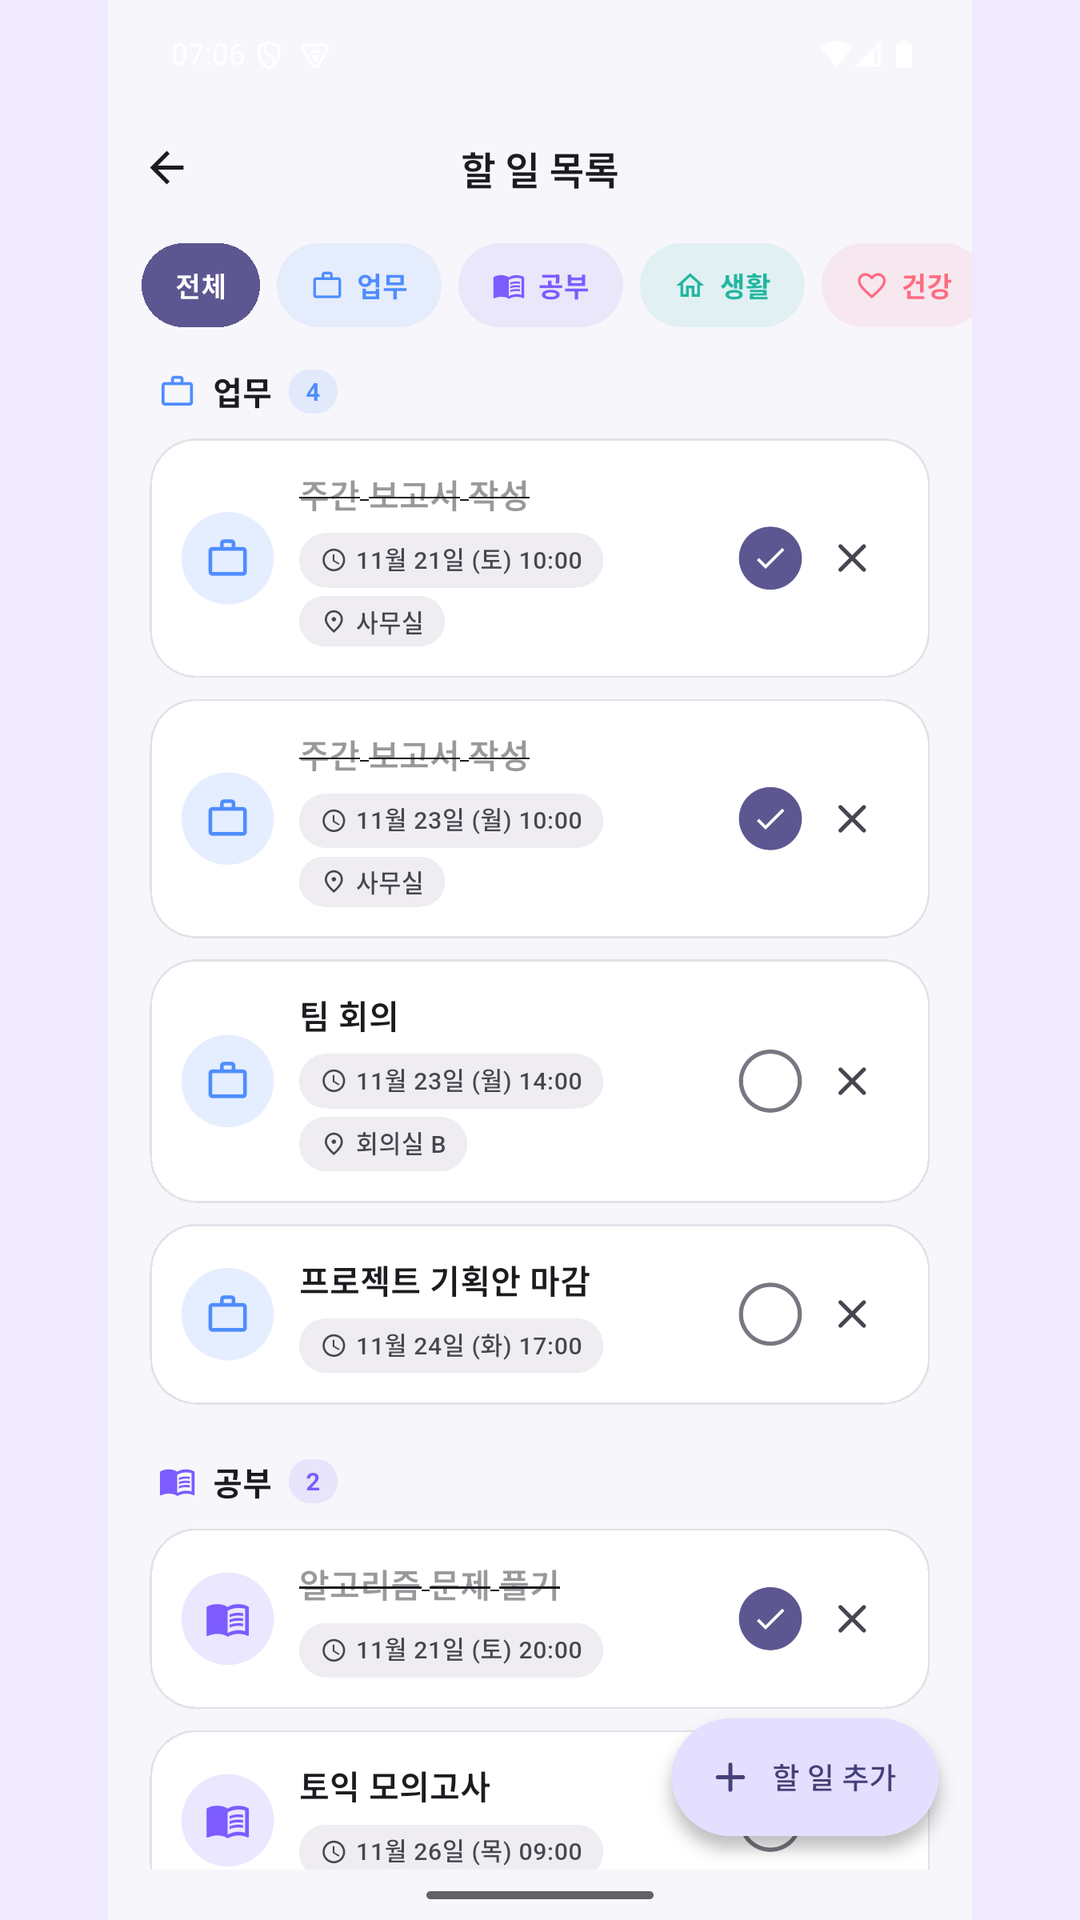 07:06
할 일 목록
전체
업무
공부
생활
건강
업무 4
주간 보고서 작성
11월 21일 (토) 10:00
사무실
주간 보고서 작성
11월 23일 (월) 10:00
사무실
팀 회의
11월 23일 (월) 14:00
회의실 B
프로젝트 기획안 마감
11월 24일 (화) 17:00
공부 2
알고리즘 문제 풀기
11월 21일 (토) 20:00
토익 모의고사
11월 26일 (목) 09:00
할 일 추가